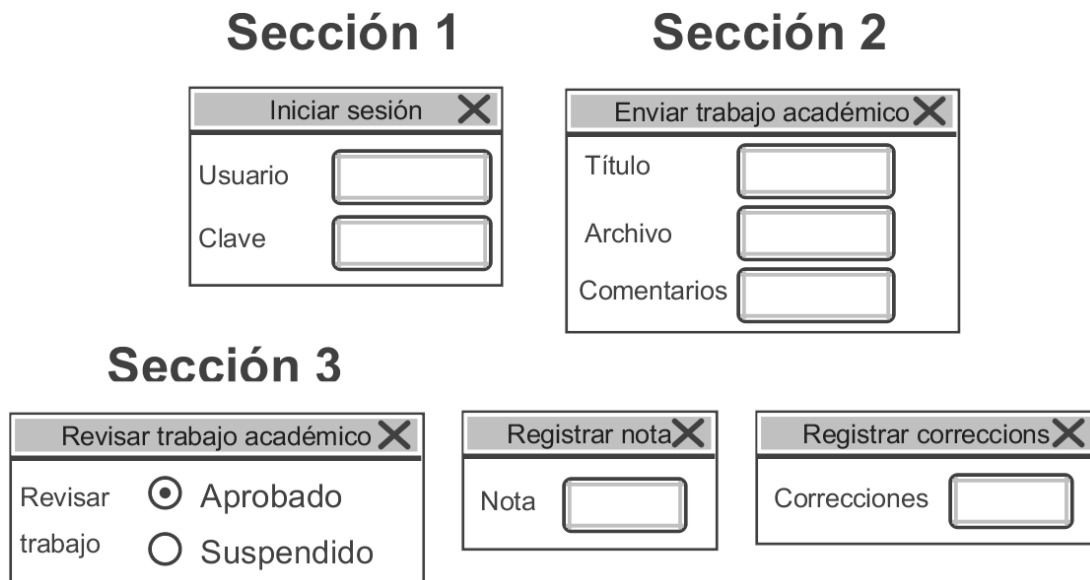 Sección 1
Sección 2
Iniciar sesión
Usuario
Clave
Enviar trabajo académico
Título
Archivo
Comentarios
Sección 3
Revisar trabajo académico
Revisar
trabajo
Aprobado
Suspendido
Registrar nota
Nota
Registrar correccions
Correcciones